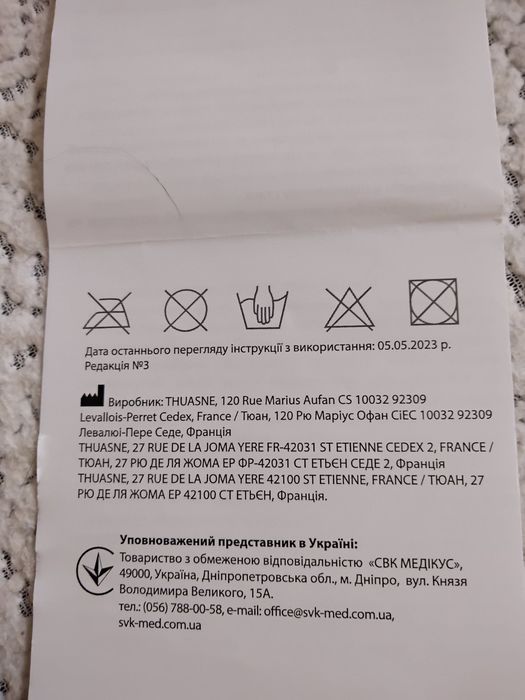 Дата останнього перегляду інструкції з використання: 05.05.2023 р.
Редакція №3
Виробник: THUASNE, 120 Rue Marius Aufan CS 10032 92309
Levallois-Perret Cedex, France / Тюан, 120 Рю Маріус Офан СіЕС 10032 92309
Левалюі-Пере Седе, Франція
THUASNE, 27 RUE DE LA JOMA YERE FR-42031 ST ETIENNE CEDEX 2, FRANCE /
ТЮАН, 27 РЮ ДЕ ЛЯ ЖОМА ЕР ФР-42031 СТ ЕТЬЄН СЕДЕ 2, Франція
THUASNE, 27 RUE DE LA JOMA YERE 42100 ST ETIENNE, FRANCE / ТЮАН, 27
РЮ ДЕ ЛЯ ЖОМА ЕР 42100 СТ ЕТЬЄН, Франція.
Уповноважений представник в Україні:
Товариство з обмеженою відповідальністю «СВК МЕДІКУС»,
49000, Україна, Дніпропетровська обл., м. Дніпро, вул. Князя
Володимира Великого, 15А.
тел.: (056) 788-00-58, e-mail: office@svk-med.com.ua,
svk-med.com.ua